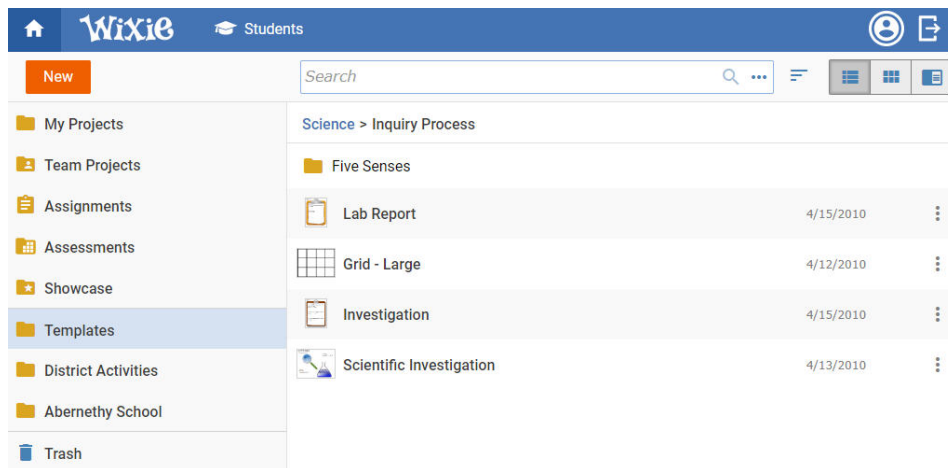 Wixie Students
New Search
My Projects
Team Projects
Assignments
Assessments
Showcase
Templates
District Activities
Abernethy School
Trash
Science > Inquiry Process
Five Senses
Lab Report 4/15/2010
Grid - Large 4/12/2010
Investigation 4/15/2010
Scientific Investigation 4/13/2010